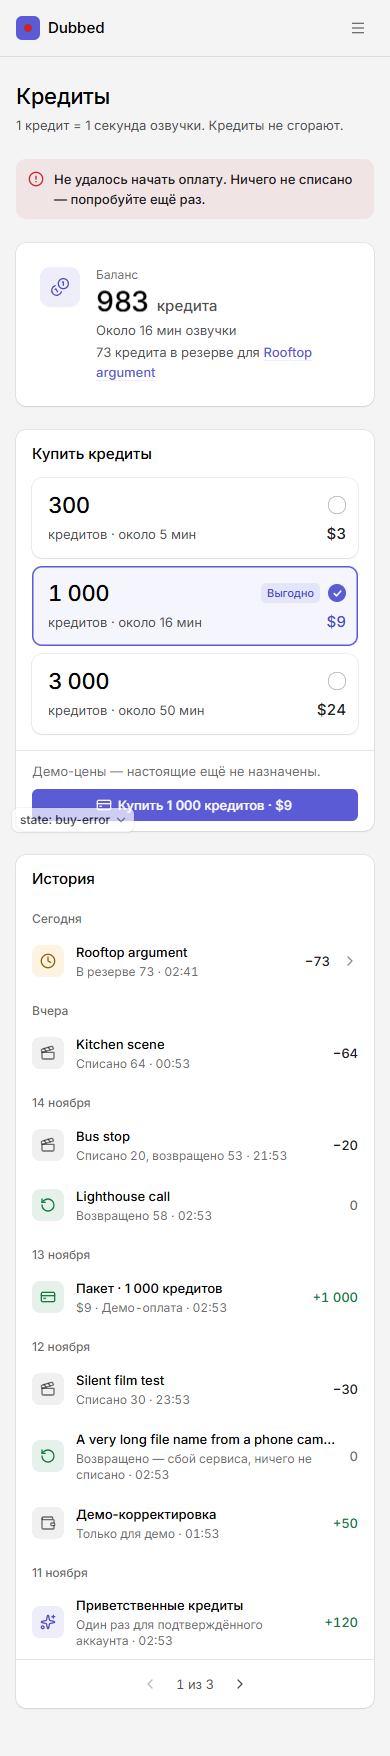 Dubbed
Кредиты
1 кредит = 1 секунда озвучки. Кредиты не сгорают.
Не удалось начать оплату. Ничего не списано
— попробуйте ещё раз.
Баланс
983 кредита
Около 16 мин озвучки
73 кредита в резерве для Rooftop
argument
Купить кредиты
300
кредитов · около 5 мин
$3
1 000
Выгодно
кредитов · около 16 мин
$9
3 000
кредитов · около 50 мин
$24
Демо-цены — настоящие ещё не назначены.
Купить 1 000 кредитов · $9
state: buy-error
История
Сегодня
Rooftop argument
В резерве 73 · 02:41
−73
Вчера
Kitchen scene
Списано 64 · 00:53
−64
14 ноября
Bus stop
Списано 20, возвращено 53 · 21:53
−20
Lighthouse call
Возвращено 58 · 02:53
0
13 ноября
Пакет · 1 000 кредитов
$9 · Демо-оплата · 02:53
+1 000
12 ноября
Silent film test
Списано 30 · 23:53
−30
A very long file name from a phone cam...
Возвращено — сбой сервиса, ничего не
списано · 02:53
0
Демо-корректировка
Только для демо · 01:53
+50
11 ноября
Приветственные кредиты
Один раз для подтверждённого
аккаунта · 02:53
+120
1 из 3